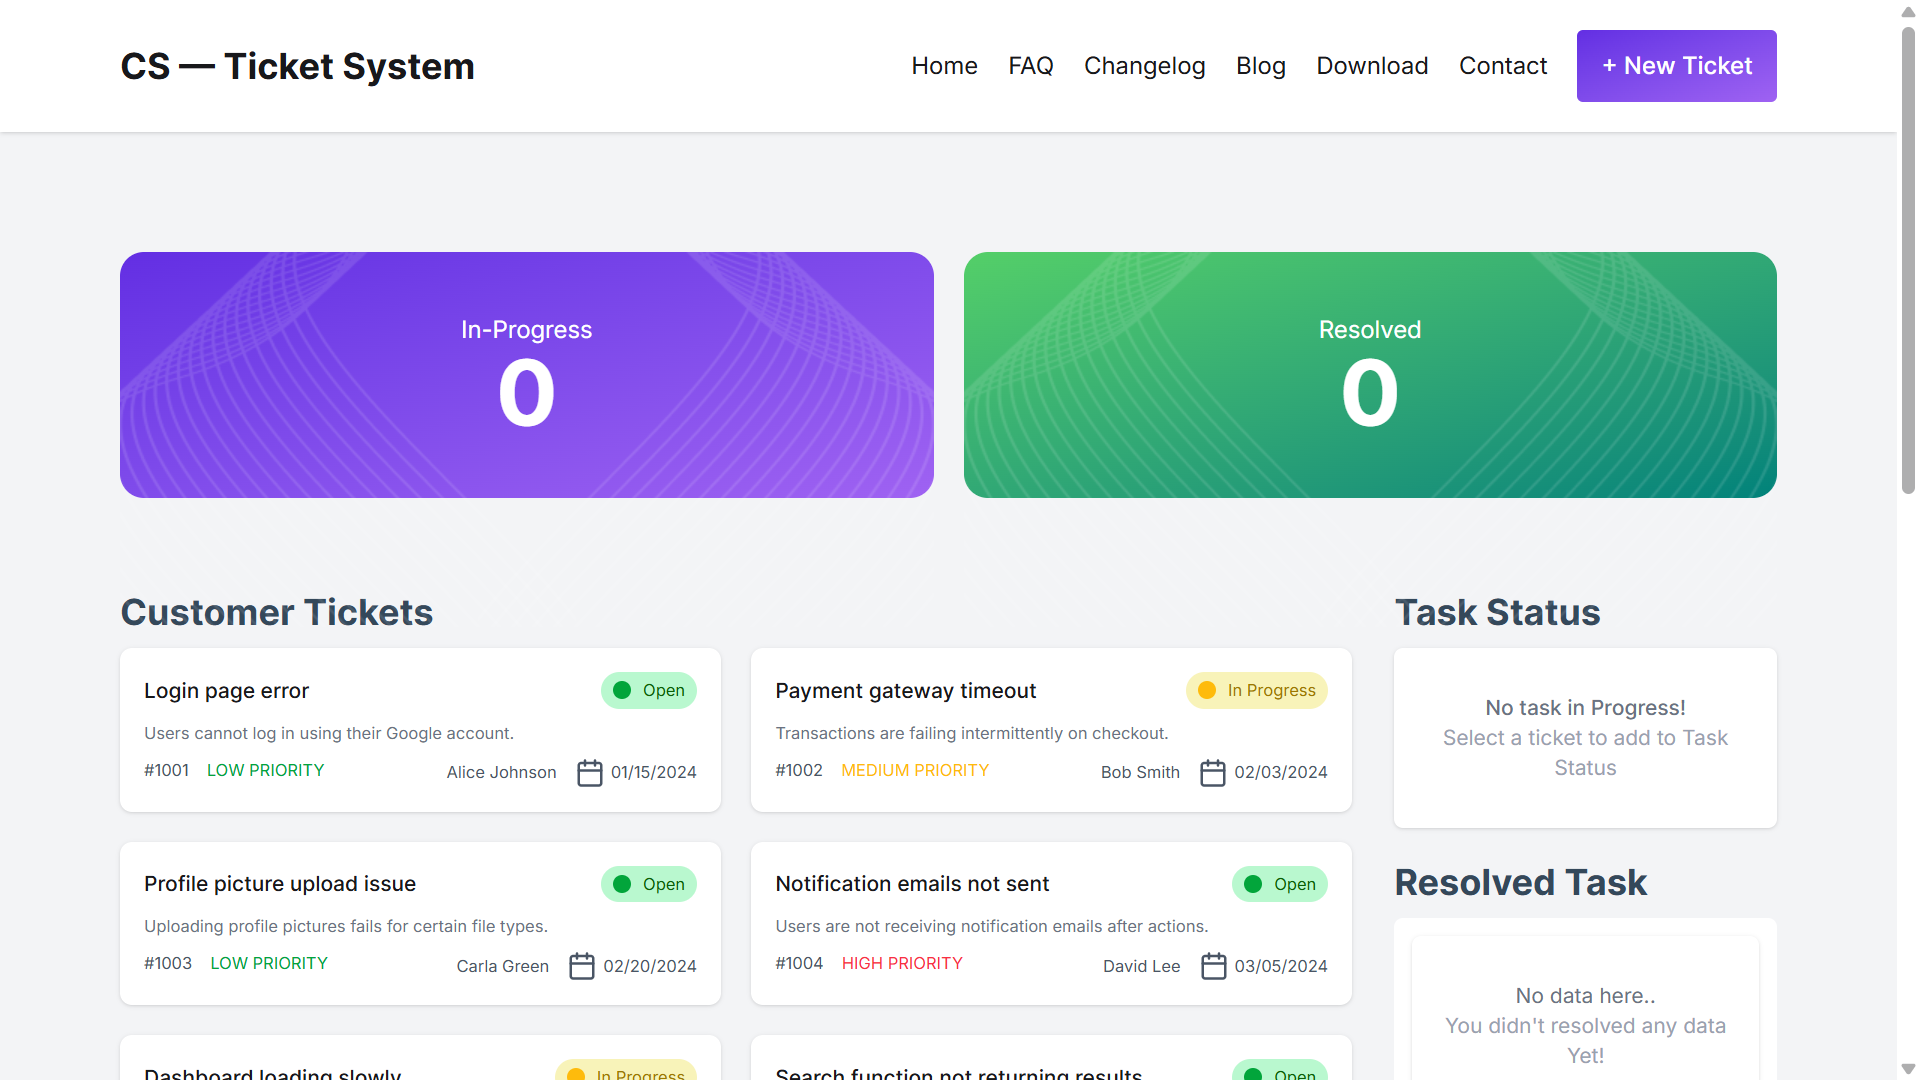 CS — Ticket System
Home
FAQ
Changelog
Blog
Download
Contact
+ New Ticket
In-Progress
0
Resolved
0
Customer Tickets
Login page error
Open
Users cannot log in using their Google account.
#1001
LOW PRIORITY
Alice Johnson
01/15/2024
Payment gateway timeout
In Progress
Transactions are failing intermittently on checkout.
#1002
MEDIUM PRIORITY
Bob Smith
02/03/2024
Profile picture upload issue
Open
Uploading profile pictures fails for certain file types.
#1003
LOW PRIORITY
Carla Green
02/20/2024
Notification emails not sent
Open
Users are not receiving notification emails after actions.
#1004
HIGH PRIORITY
David Lee
03/05/2024
Dashboard loading slowly
In Progress
Search function not returning results
Open
Task Status
No task in Progress!
Select a ticket to add to Task
Status
Resolved Task
No data here..
You didn't resolved any data
Yet!